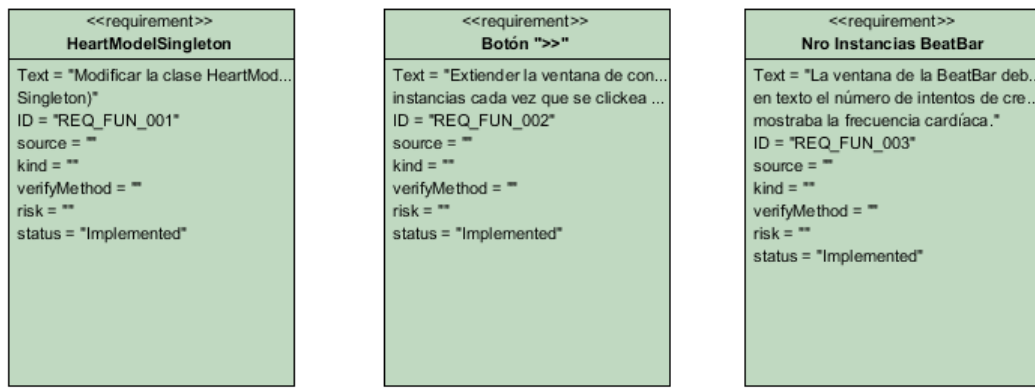 <<requirement>>
HeartModelSingleton
Text = "Modificar la clase HeartMod...
Singleton)"
ID = "REQ_FUN_001"
source = ""
kind = ""
verifyMethod = ""
risk = ""
status = "Implemented"
<<requirement>>
Botón ">>"
Text = "Extiender la ventana de con...
instancias cada vez que se clickea ...
ID = "REQ_FUN_002"
source = ""
kind = ""
verifyMethod = ""
risk = ""
status = "Implemented"
<<requirement>>
Nro Instancias BeatBar
Text = "La ventana de la BeatBar deb...
en texto el número de intentos de cre...
mostraba la frecuencia cardíaca."
ID = "REQ_FUN_003"
source = ""
kind = ""
verifyMethod = ""
risk = ""
status = "Implemented"